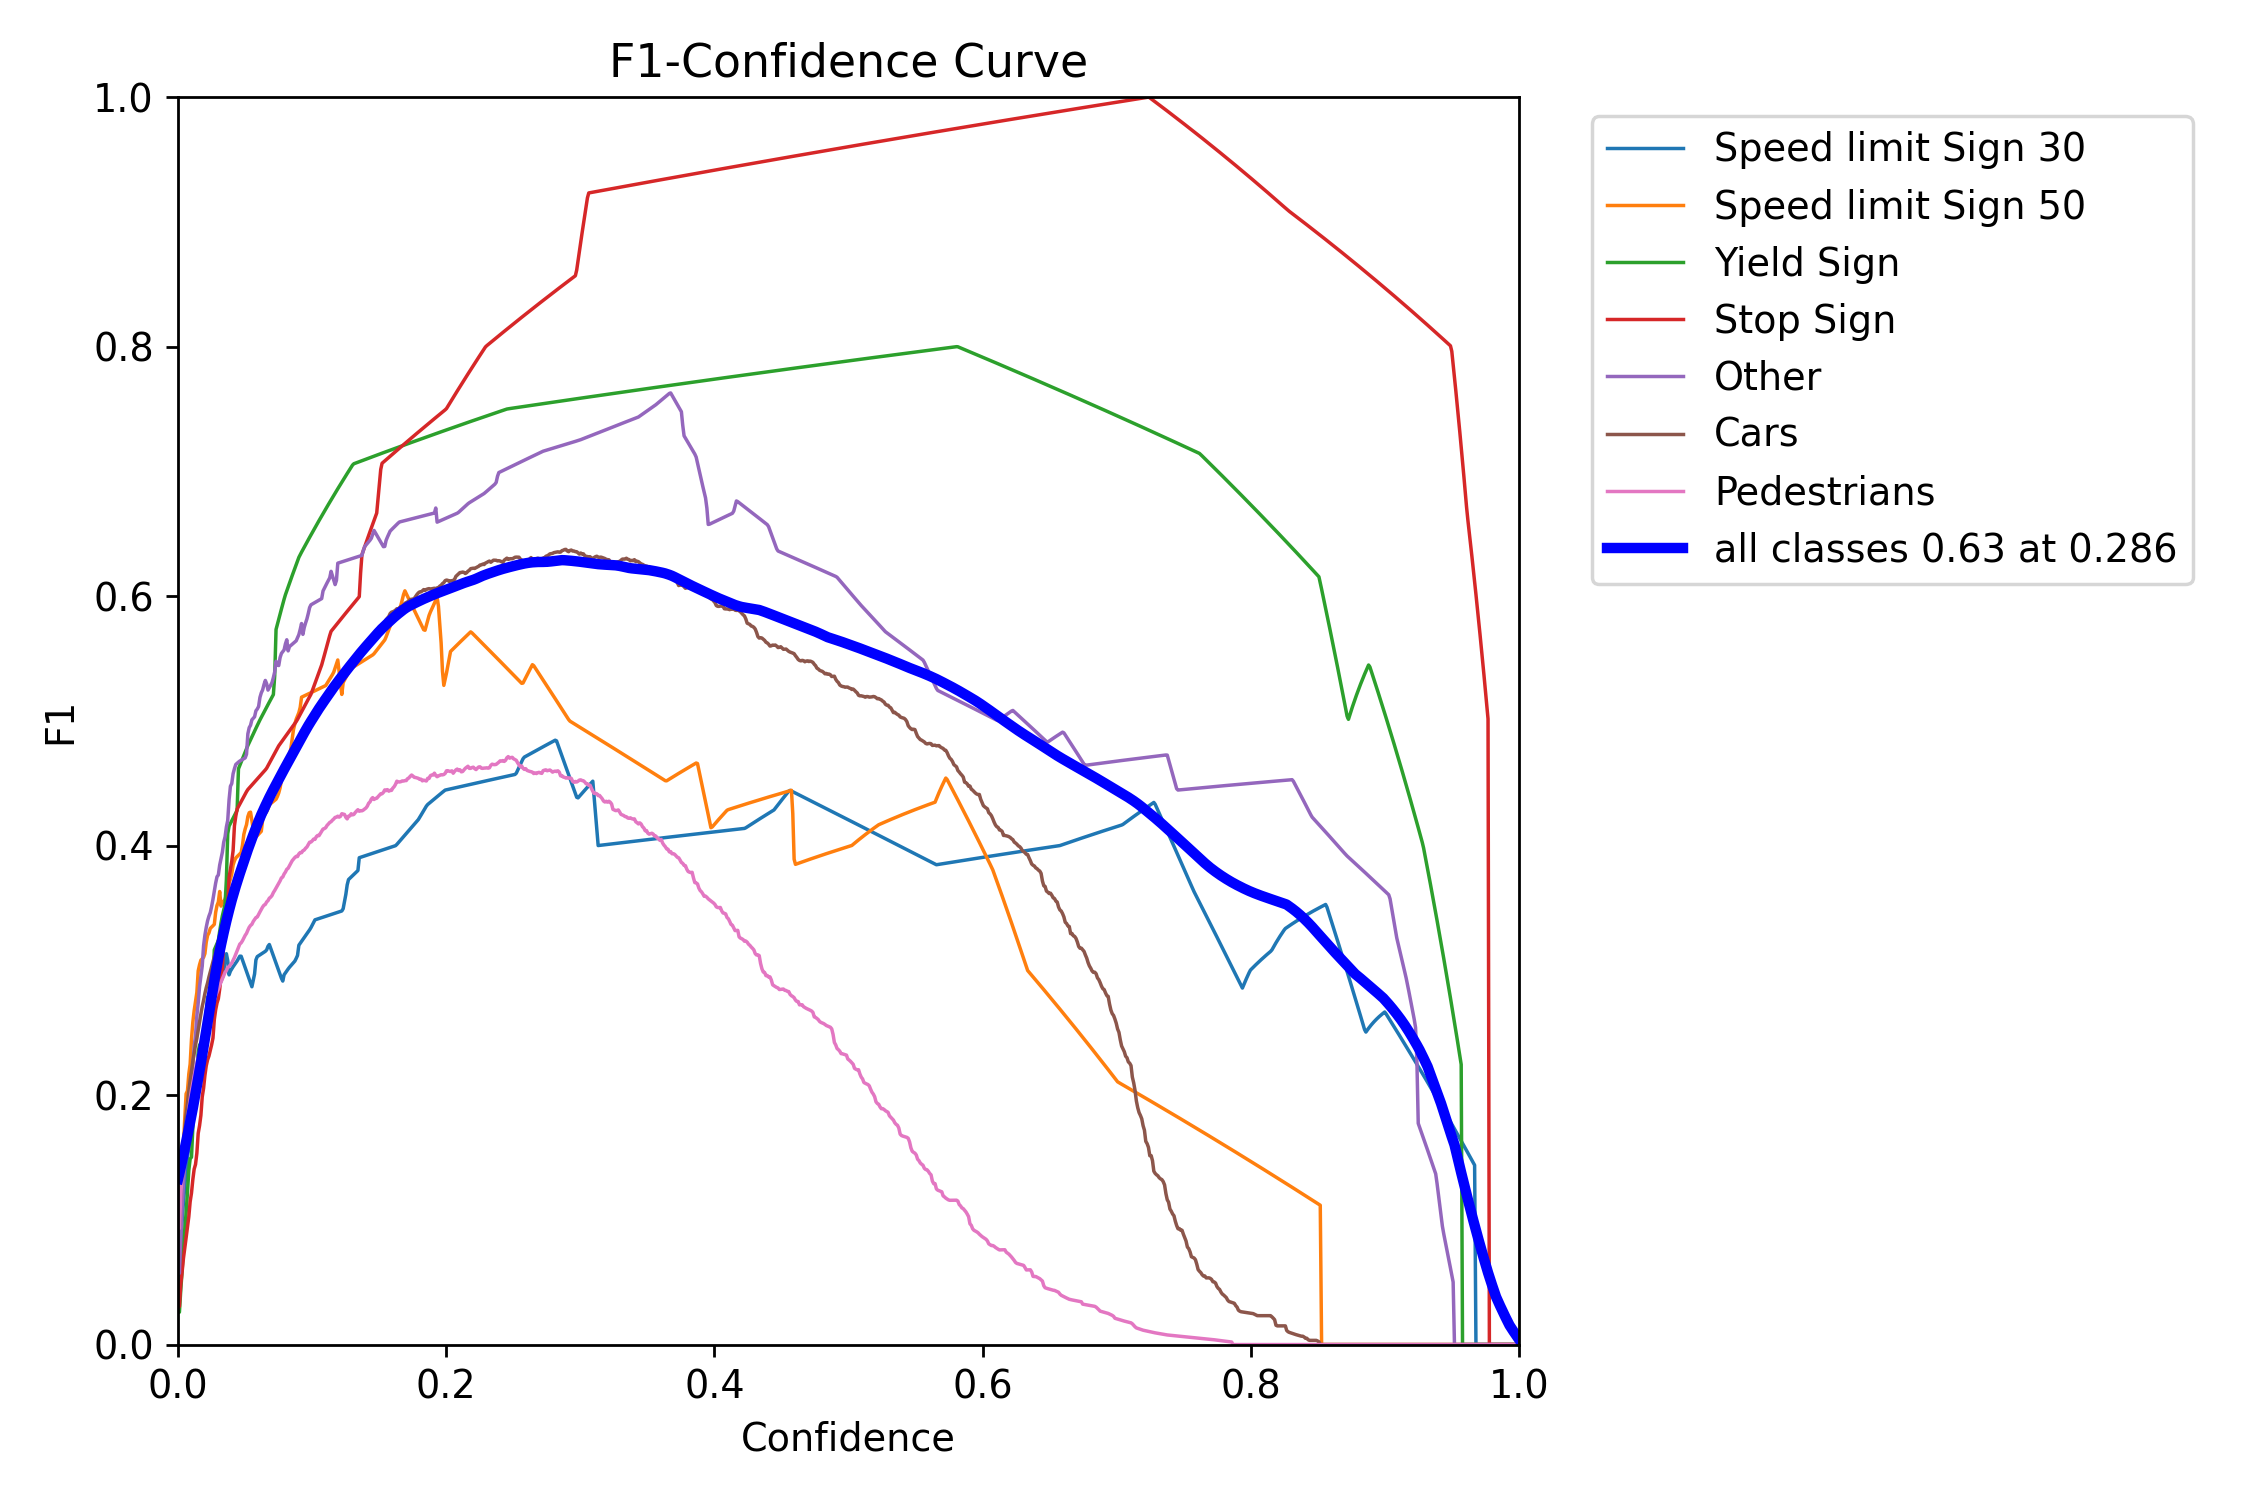 F1-Confidence Curve
1.0
0.8
0.6
0.4
0.2
0.0
F1
0.0 0.2 0.4 0.6 0.8 1.0
Confidence
Speed limit Sign 30
Speed limit Sign 50
Yield Sign
Stop Sign
Other
Cars
Pedestrians
all classes 0.63 at 0.286